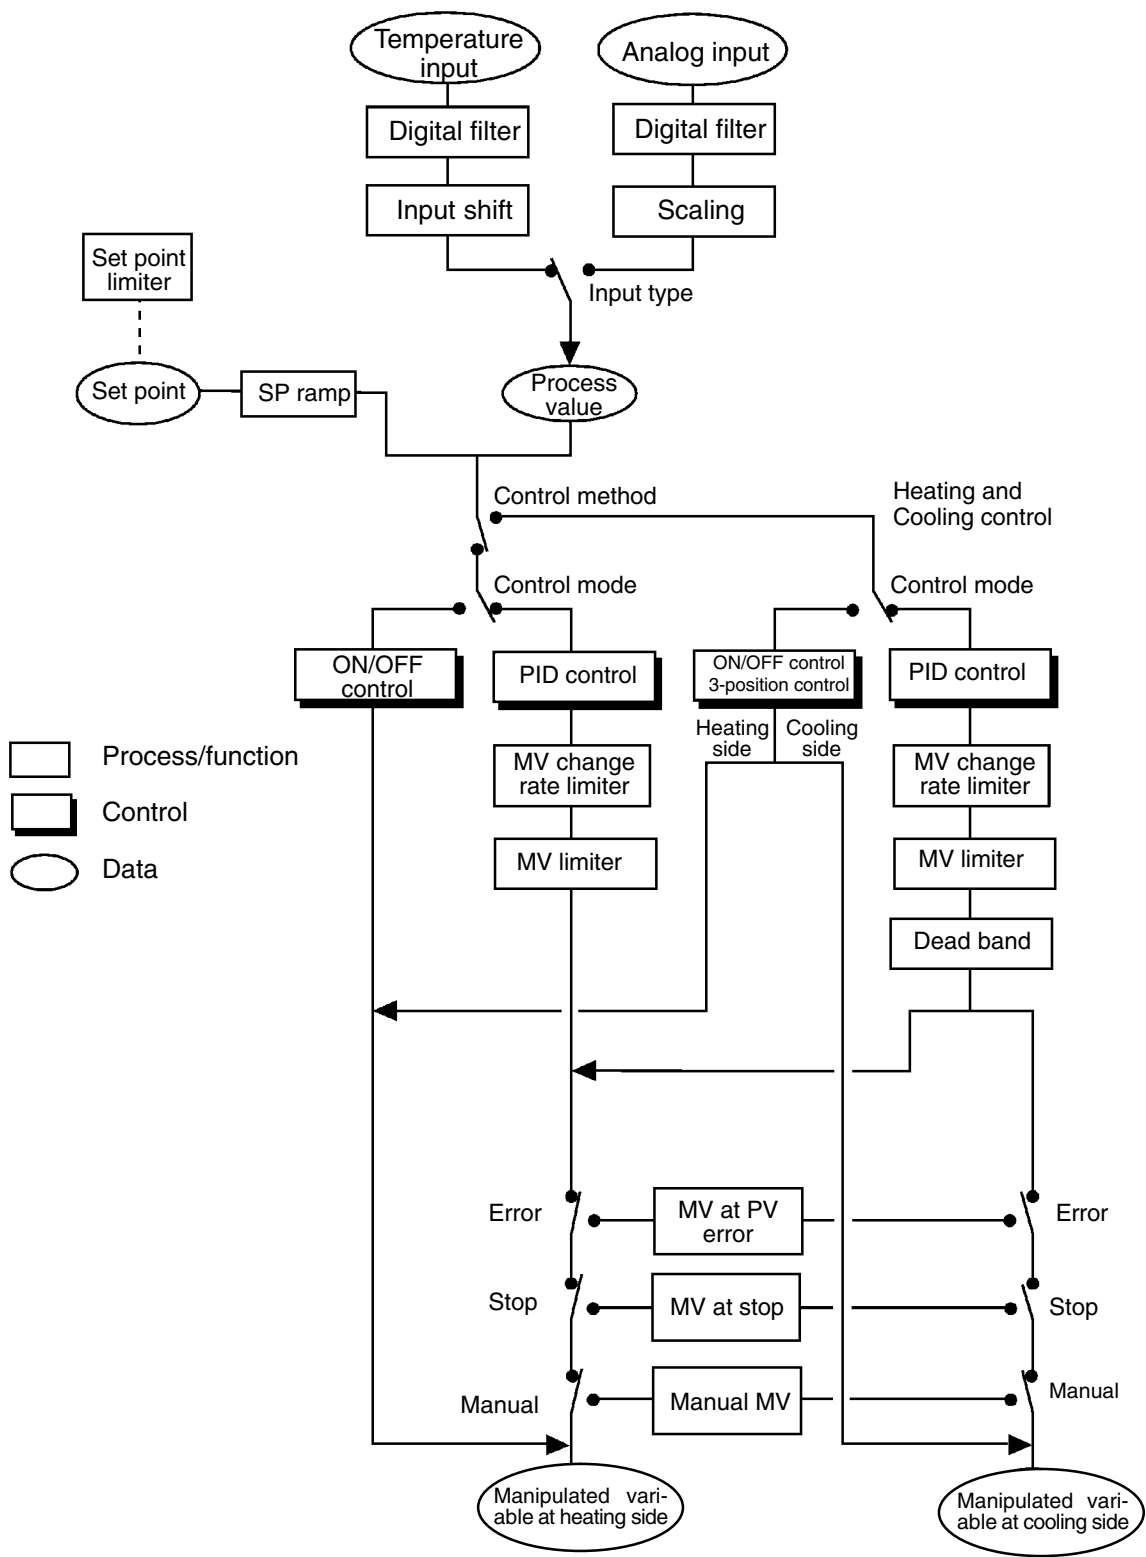 Temperature
input
Analog input
Digital filter
Digital filter
Input shift
Scaling
Set point
limiter
Input type
Set point
SP ramp
Process
value
Control method
Heating and
Cooling control
Control mode
Control mode
ON/OFF
control
PID control
ON/OFF control
3-position control
PID control
Heating
side
Cooling
side
Process/function
Control
Data
MV change
rate limiter
MV change
rate limiter
MV limiter
MV limiter
Dead band
Error
MV at PV
error
Error
Stop
MV at stop
Stop
Manual
Manual MV
Manual
Manipulated vari-
able at heating side
Manipulated vari-
able at cooling side